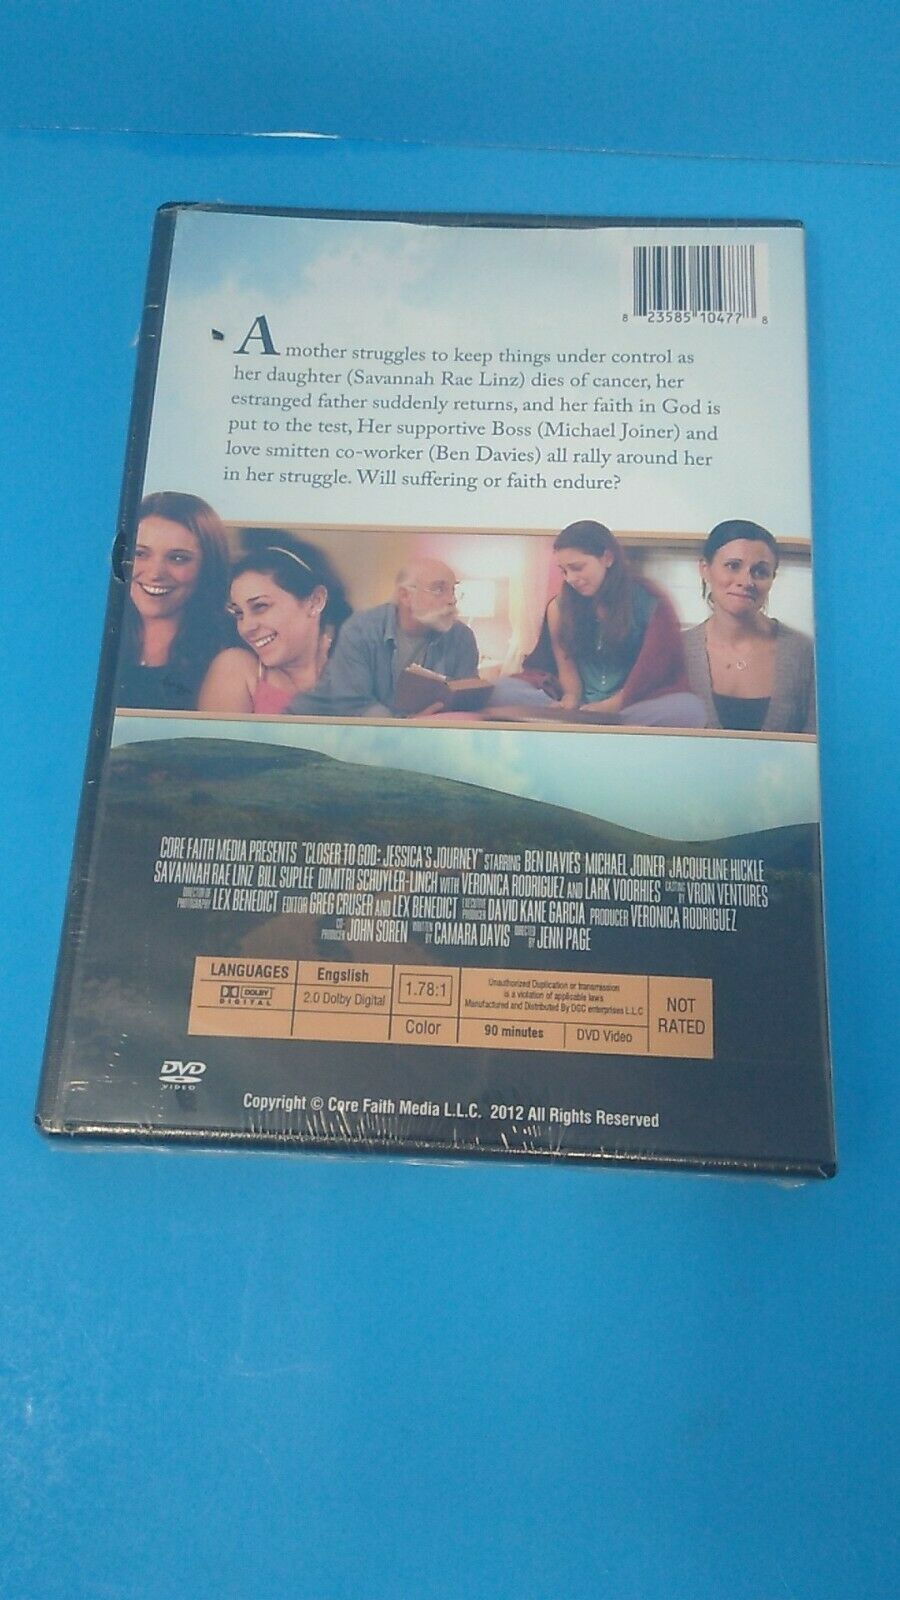 8 23585 10477 8
A mother struggles to keep things under control as
her daughter (Savannah Rae Linz) dies of cancer, her
estranged father suddenly returns, and her faith in God is
put to the test, Her supportive Boss (Michael Joiner) and
love smitten co-worker (Ben Davies) all rally around her
in her struggle. Will suffering or faith endure?
CORE FAITH MEDIA PRESENTS "CLOSER TO GOD: JESSICA'S JOURNEY" STARRING BEN DAVIES MICHAEL JOINER JACQUELINE HICKLE
SAVANNAH RAE LINZ BILL SUPLEE DIMITRI SCHUYLER-LINCH WITH VERONICA RODRIGUEZ AND LARK VOORHIES CASTING BY VRON VENTURES
DIRECTOR OF PHOTOGRAPHY LEX BENEDICT EDITOR GREG CRUSER AND LEX BENEDICT EXECUTIVE PRODUCER DAVID KANE GARCIA PRODUCER VERONICA RODRIGUEZ
CO-PRODUCER JOHN SOREN WRITTEN BY CAMARA DAVIS DIRECTED BY JENN PAGE
LANGUAGES
DOLBY
DIGITAL
Engslish
2.0 Dolby Digital
1.78:1
Color
Unauthorized Duplication or transmission
is a violation of applicable laws
Manufactured and Distributed By DGC enterprises L.L.C
90 minutes
DVD Video
NOT
RATED
DVD
VIDEO
Copyright © Core Faith Media L.L.C. 2012 All Rights Reserved